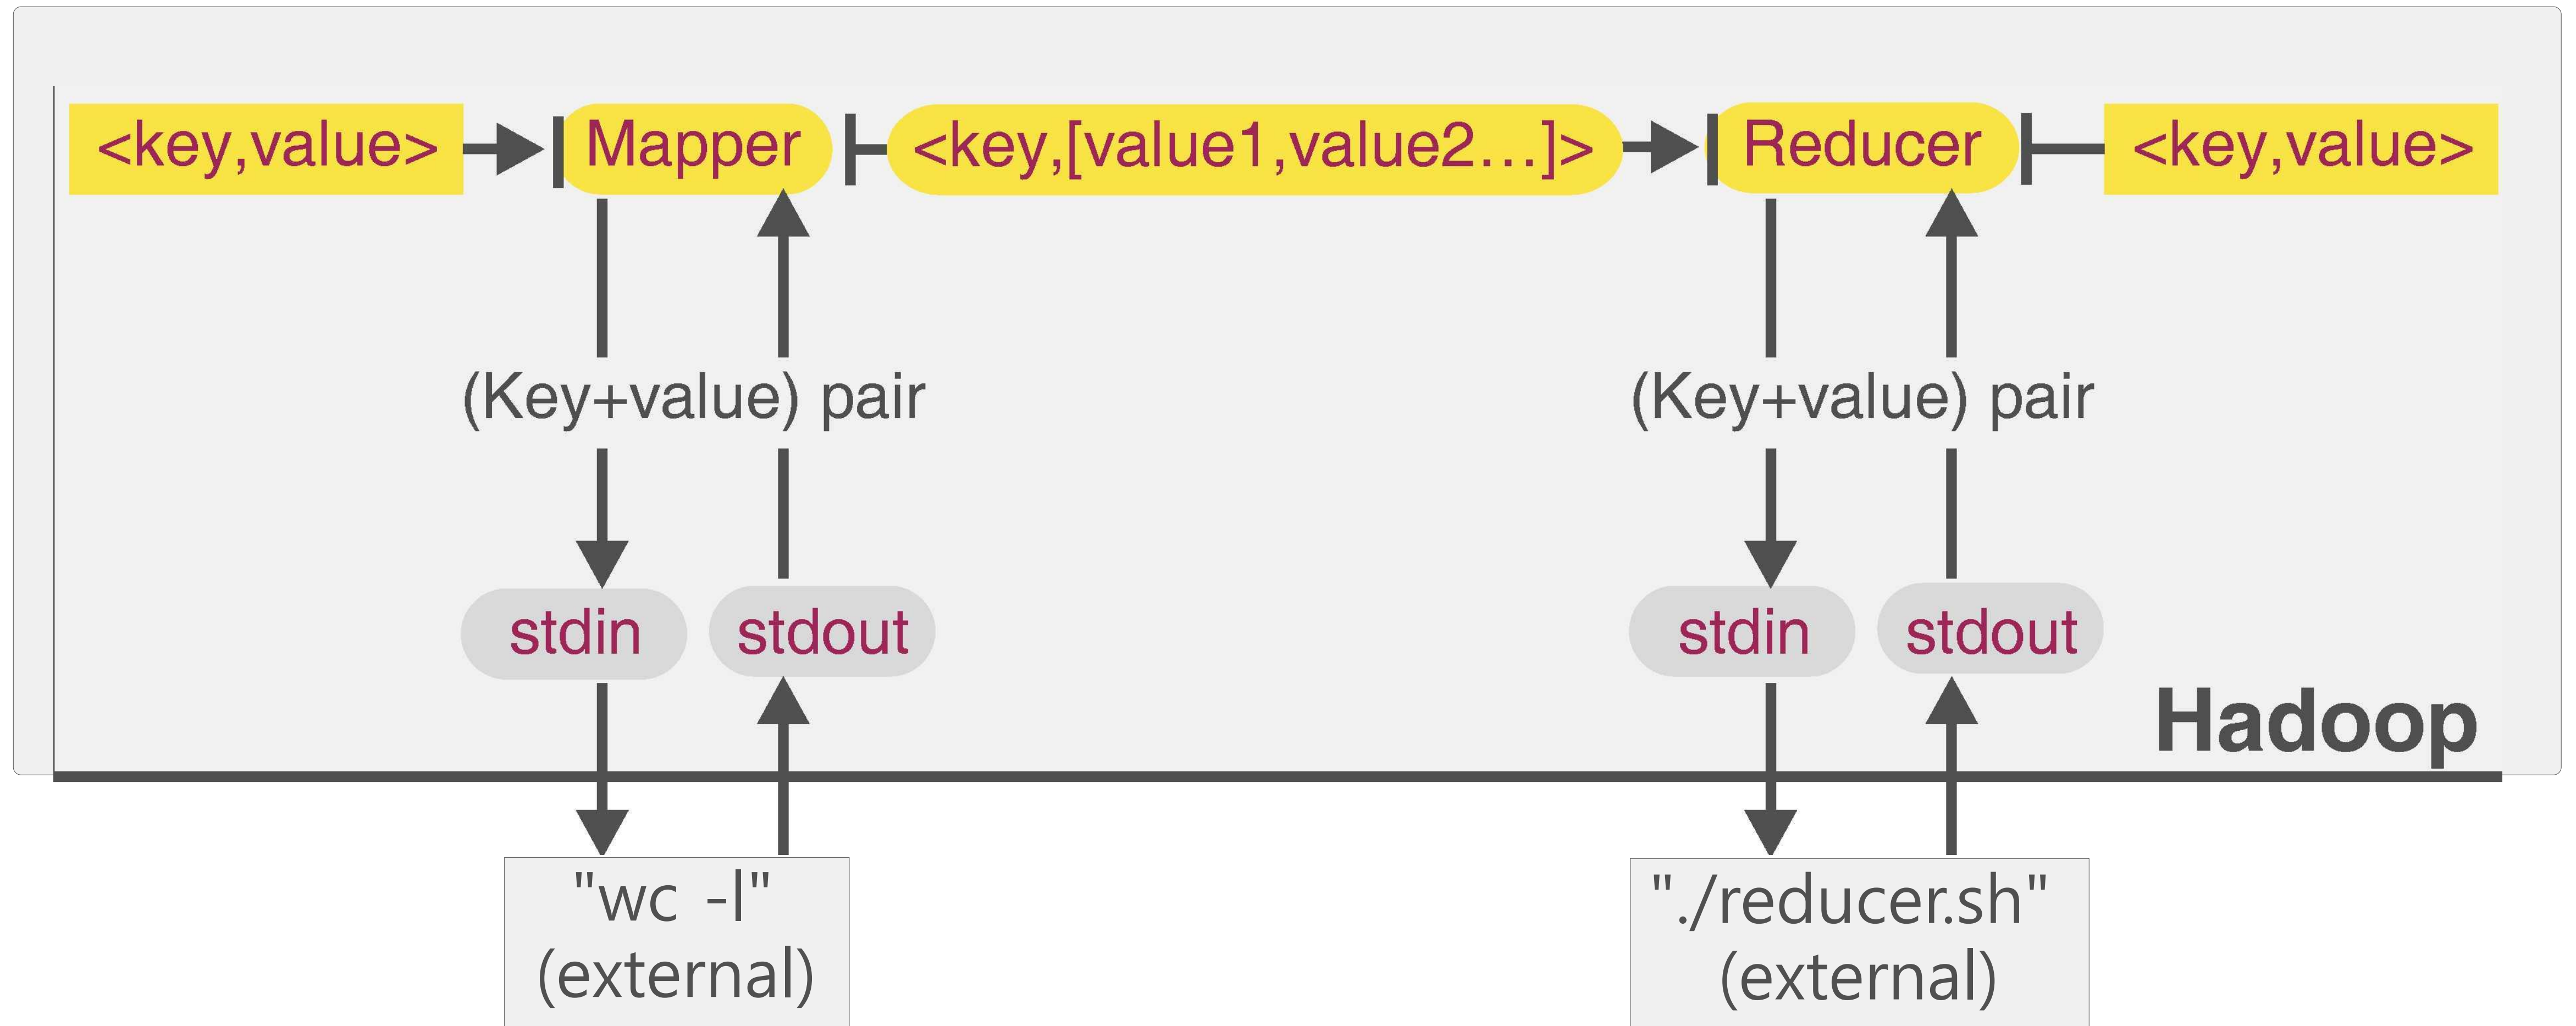 <key,value>
Mapper
<key,[value1,value2...]>
Reducer
<key,value>
(Key+value) pair
(Key+value) pair
stdin
stdout
stdin
stdout
Hadoop
"wc -l"
(external)
"./reducer.sh"
(external)